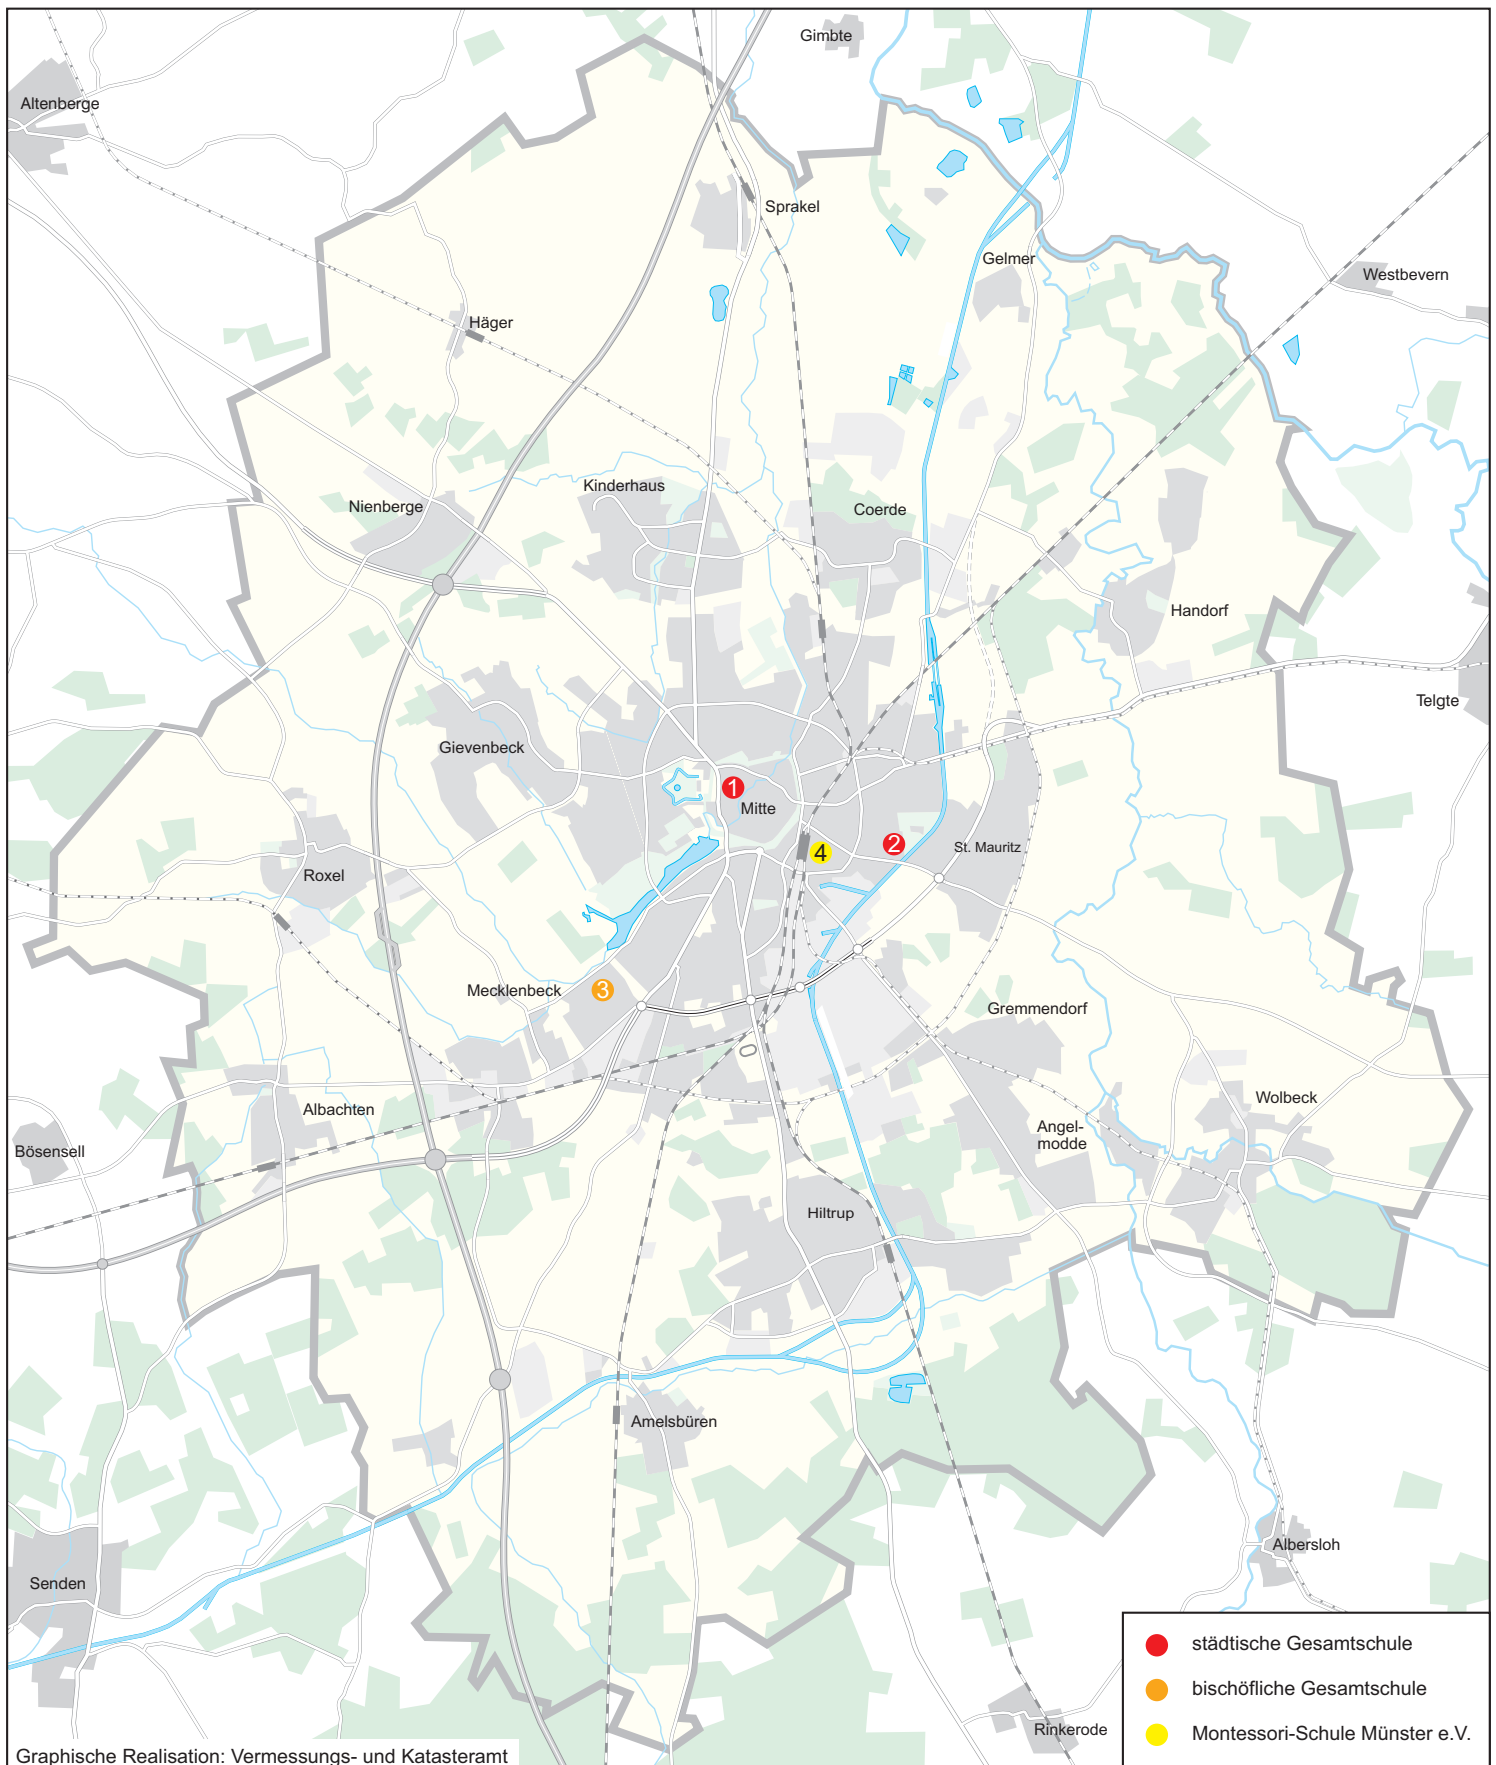 Gimbte
Altenberge
Sprakel
Gelmer
Westbevern
Häger
Kinderhaus
Nienberge
Coerde
Handorf
Telgte
Gievenbeck
1
Mitte
2
St. Mauritz
4
Roxel
Mecklenbeck
3
Gremmendorf
Albachten
Wolbeck
Angel-
modde
Bösensell
Hiltrup
Amelsbüren
Albersloh
Senden
Rinkerode
städtische Gesamtschule
bischöfliche Gesamtschule
Montessori-Schule Münster e.V.
Graphische Realisation: Vermessungs- und Katasteramt